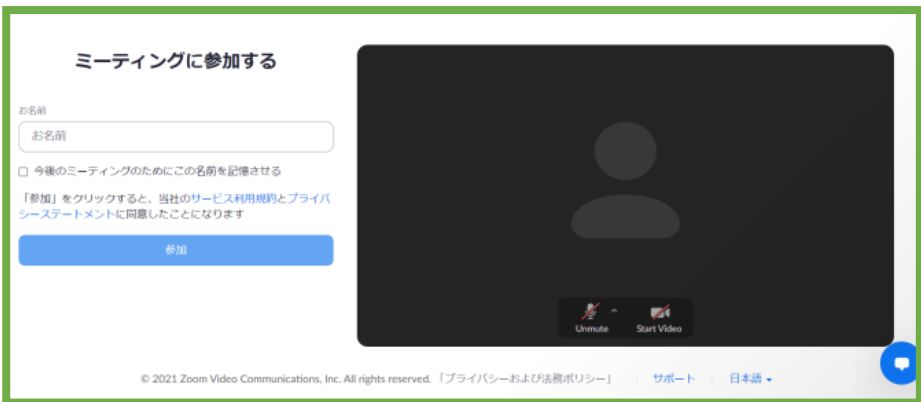 ミーティングに参加する
お名前
お名前
今後のミーティングのためにこの名前を記憶させる
「参加」をクリックすると、当社のサービス利用規約とプライバ
シーステートメントに同意したことになります
参加
Unmute Start Video
© 2021 Zoom Video Communications, Inc. All rights reserved. 「プライバシーおよび法務ポリシー」 サポート 日本語